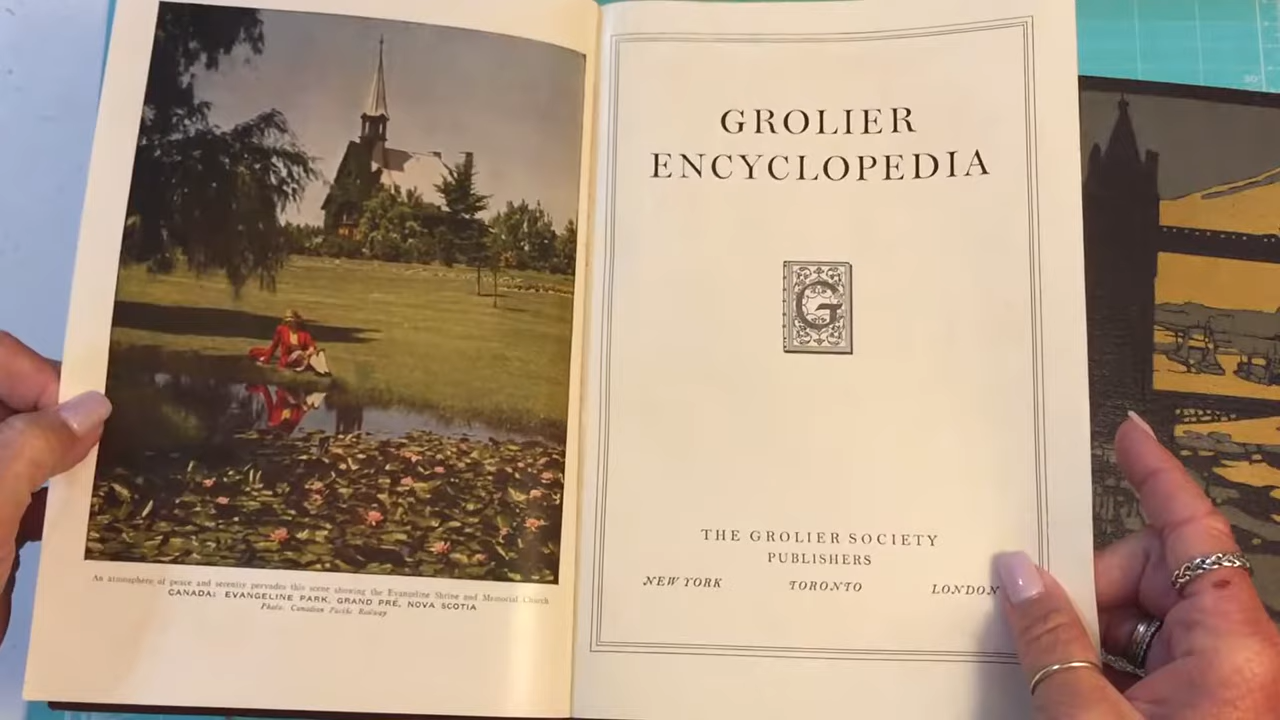 An atmosphere of peace and serenity pervades this scene showing the Evangeline Shrine and Memorial Church
CANADA: EVANGELINE PARK, GRAND PRÉ, NOVA SCOTIA
Photo: Canadian Pacific Railway
GROLIER
ENCYCLOPEDIA
G
THE GROLIER SOCIETY
PUBLISHERS
NEW YORK TORONTO LONDON